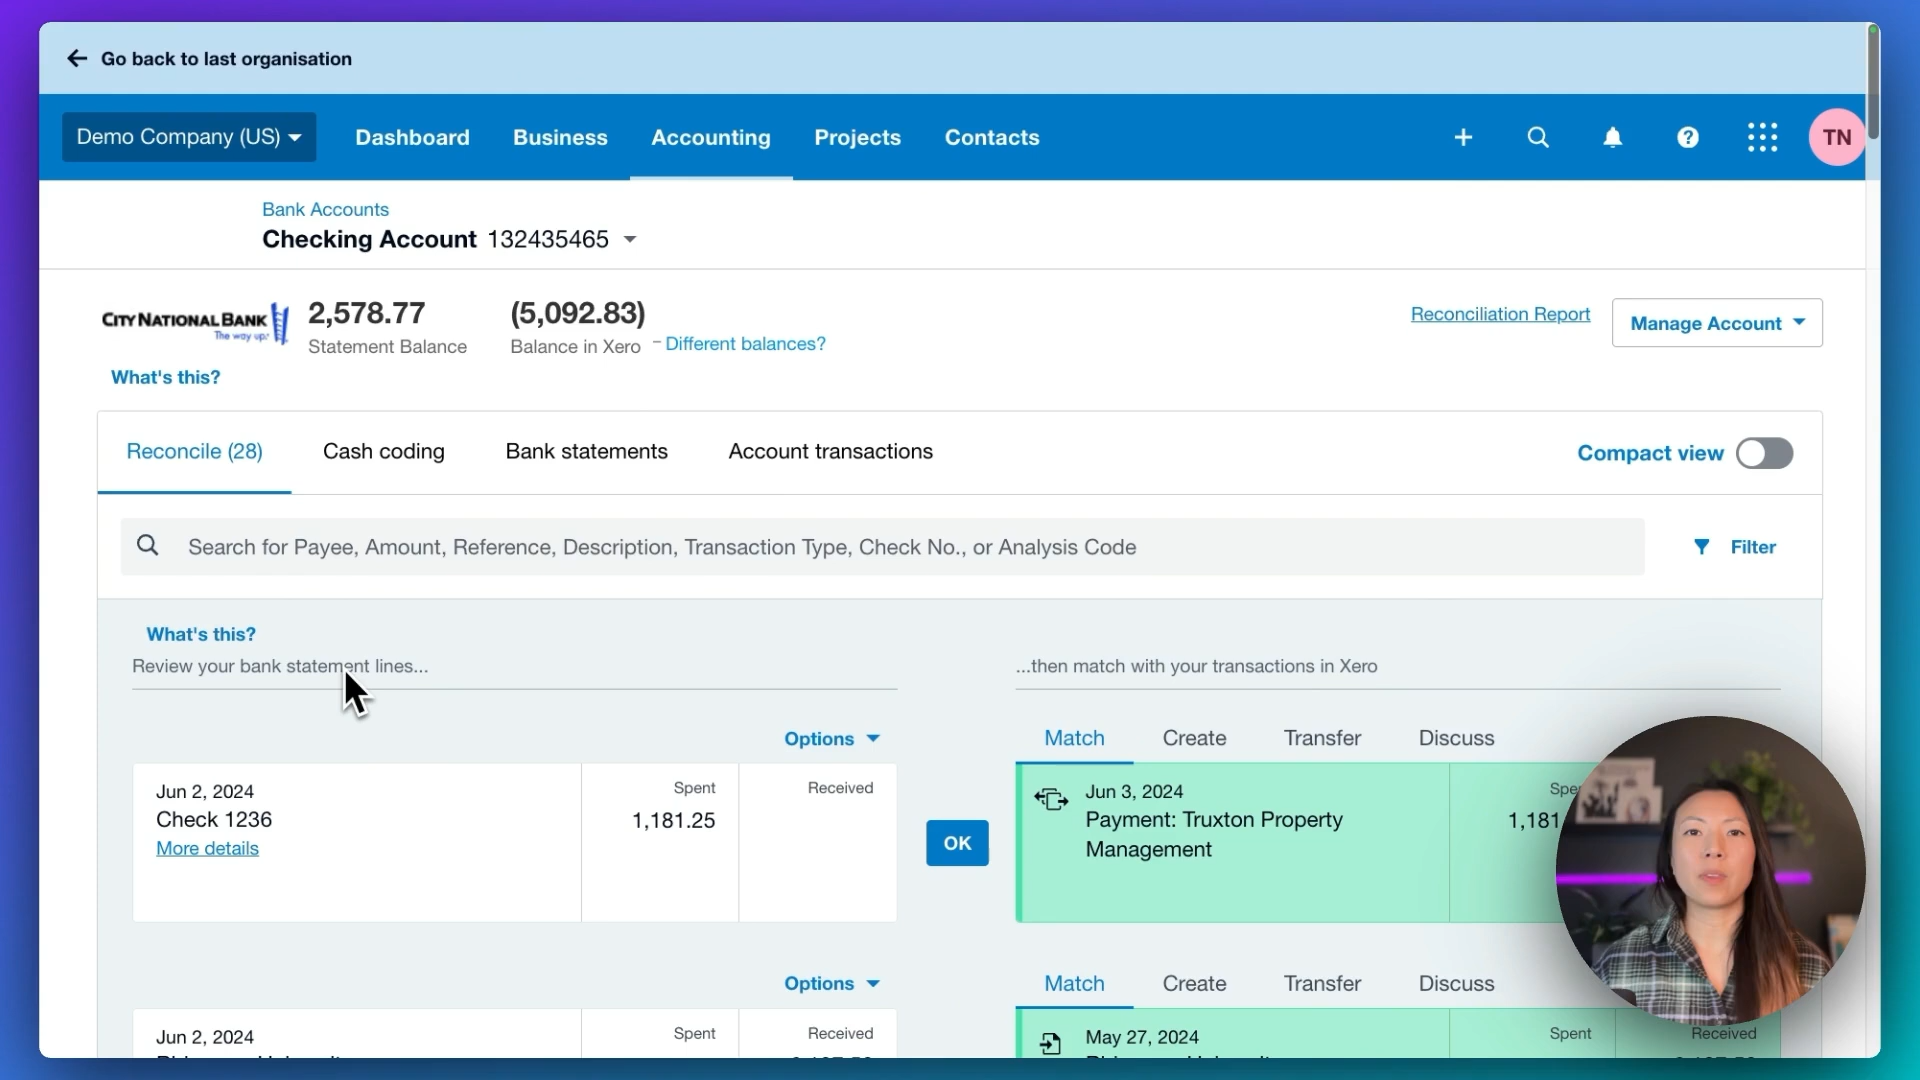 Go back to last organisation
Demo Company (US)
Dashboard
Business
Accounting
Projects
Contacts
TN
Bank Accounts
Checking Account 132435465
CITY NATIONAL BANK
The way up.
2,578.77
Statement Balance
(5,092.83)
Balance in Xero
Different balances?
Reconciliation Report
Manage Account
What's this?
Reconcile (28)
Cash coding
Bank statements
Account transactions
Compact view
Search for Payee, Amount, Reference, Description, Transaction Type, Check No., or Analysis Code
Filter
What's this?
Review your bank statement lines...
...then match with your transactions in Xero
Options
Match
Create
Transfer
Discuss
Jun 2, 2024
Check 1236
More details
Spent
1,181.25
Received
OK
Jun 3, 2024
Payment: Truxton Property
Management
1,181
Options
Match
Create
Transfer
Discuss
Jun 2, 2024
Spent
Received
May 27, 2024
Spent
Received